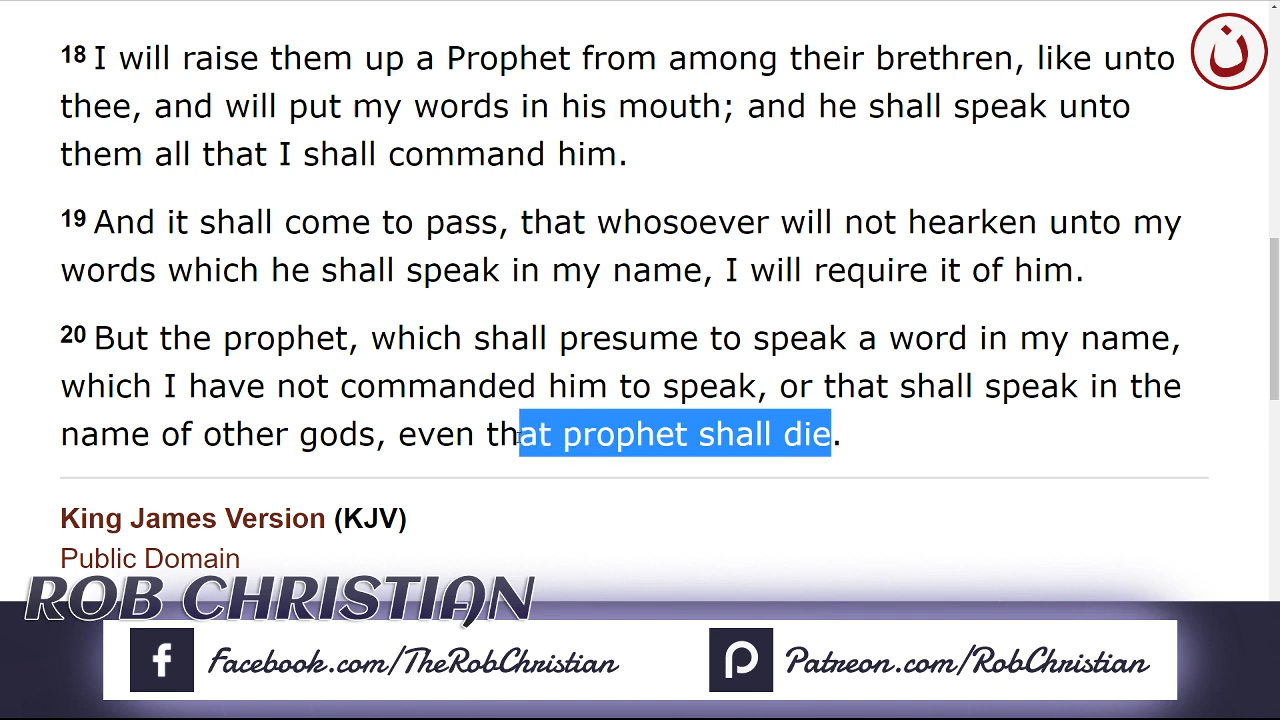 18 I will raise them up a Prophet from among their brethren, like unto
thee, and will put my words in his mouth; and he shall speak unto
them all that I shall command him.
19 And it shall come to pass, that whosoever will not hearken unto my
words which he shall speak in my name, I will require it of him.
20 But the prophet, which shall presume to speak a word in my name,
which I have not commanded him to speak, or that shall speak in the
name of other gods, even that prophet shall die.
King James Version (KJV)
Public Domain
ROB CHRISTIAN
f Facebook.com/TheRobChristian
Patreon.com/RobChristian
ن